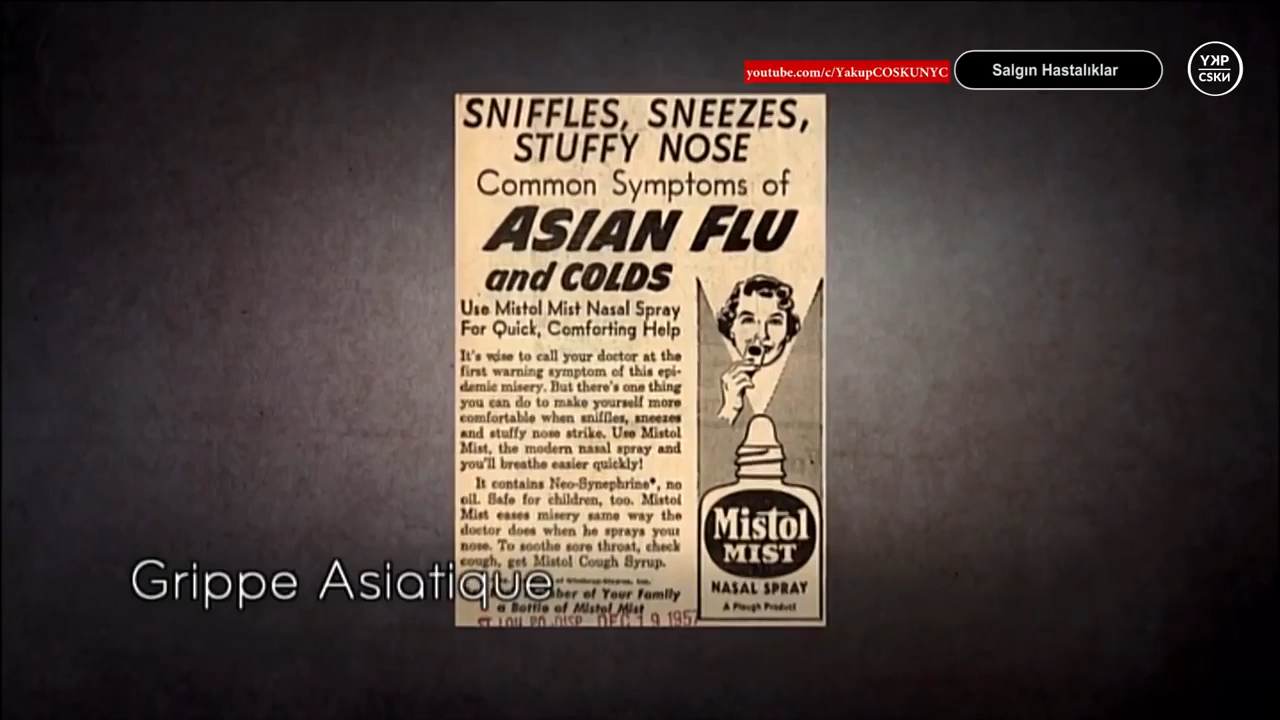 youtube.com/c/YakupCOSKUNYC
Salgın Hastalıklar
YKP
CSKN
SNIFFLES, SNEEZES,
STUFFY NOSE
Common Symptoms of
ASIAN FLU
and COLDS
Use Mistol Mist Nasal Spray
For Quick, Comforting Help
It's wise to call your doctor at the
first warning symptom of this epi-
demic misery. But there's one thing
you can do to make yourself more
comfortable when sniffles, sneezes
and stuffy nose strike. Use Mistol
Mist, the modern nasal spray and
you'll breathe easier quickly!
It contains Neo-Synephrine*, no
oil. Safe for children, too. Mistol
Mist eases misery same way the
doctor does when he sprays your
nose. To soothe sore throat, check
cough, get Mistol Cough Syrup.
of Your Family
a Bottle of Mistol Mist
DEC 19 1957
Mistol
MIST
NASAL SPRAY
A Plough Product
Grippe Asiatique